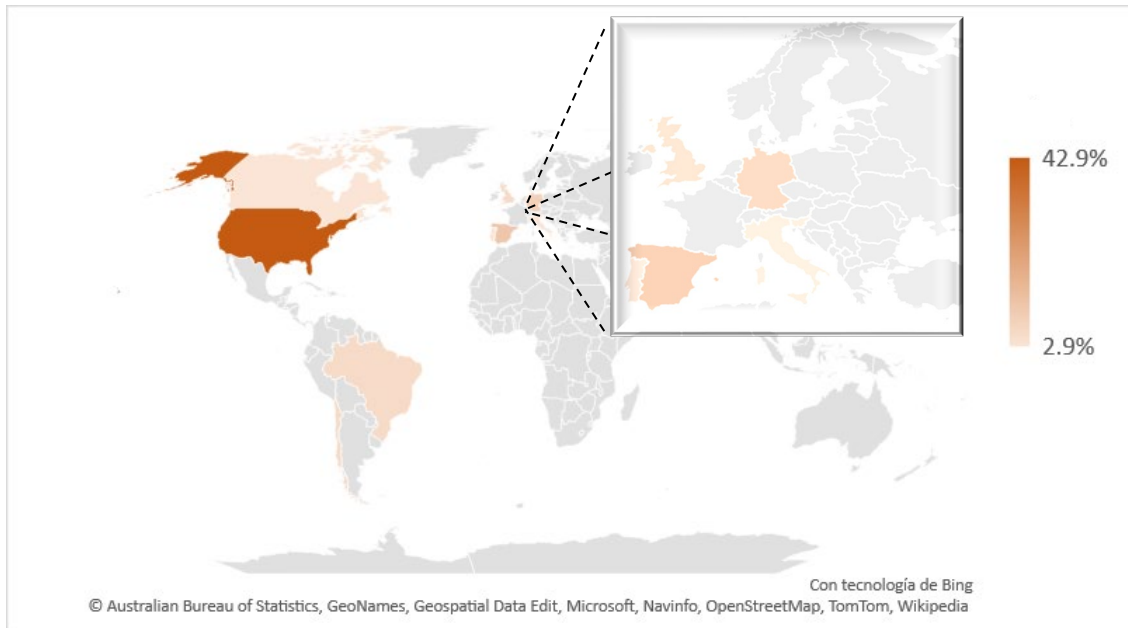 42.9%
2.9%
Con tecnología de Bing
© Australian Bureau of Statistics, GeoNames, Geospatial Data Edit, Microsoft, Navinfo, OpenStreetMap, TomTom, Wikipedia